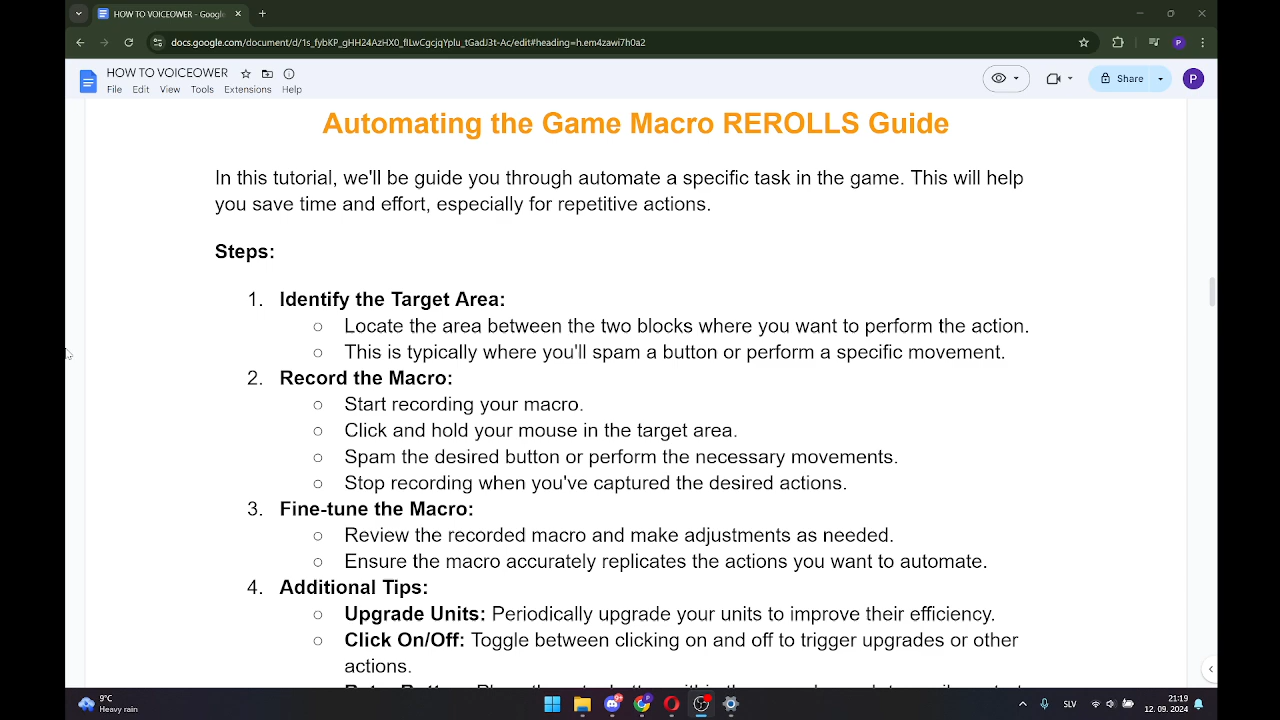 HOW TO VOICEOWER - Google
docs.google.com/document/d/1s_fybKP_gHH24AzHX0_flLwCgcjqYplu_tGadJ3t-Ac/edit#heading=h.em4zawi7h0a2
HOW TO VOICEOWER
File Edit View Tools Extensions Help
Share
P
Automating the Game Macro REROLLS Guide
In this tutorial, we'll be guide you through automate a specific task in the game. This will help
you save time and effort, especially for repetitive actions.
Steps:
1. Identify the Target Area:
○ Locate the area between the two blocks where you want to perform the action.
○ This is typically where you'll spam a button or perform a specific movement.
2. Record the Macro:
○ Start recording your macro.
○ Click and hold your mouse in the target area.
○ Spam the desired button or perform the necessary movements.
○ Stop recording when you've captured the desired actions.
3. Fine-tune the Macro:
○ Review the recorded macro and make adjustments as needed.
○ Ensure the macro accurately replicates the actions you want to automate.
4. Additional Tips:
○ Upgrade Units: Periodically upgrade your units to improve their efficiency.
○ Click On/Off: Toggle between clicking on and off to trigger upgrades or other
actions.
9°C
Heavy rain
SLV
21:19
12. 09. 2024